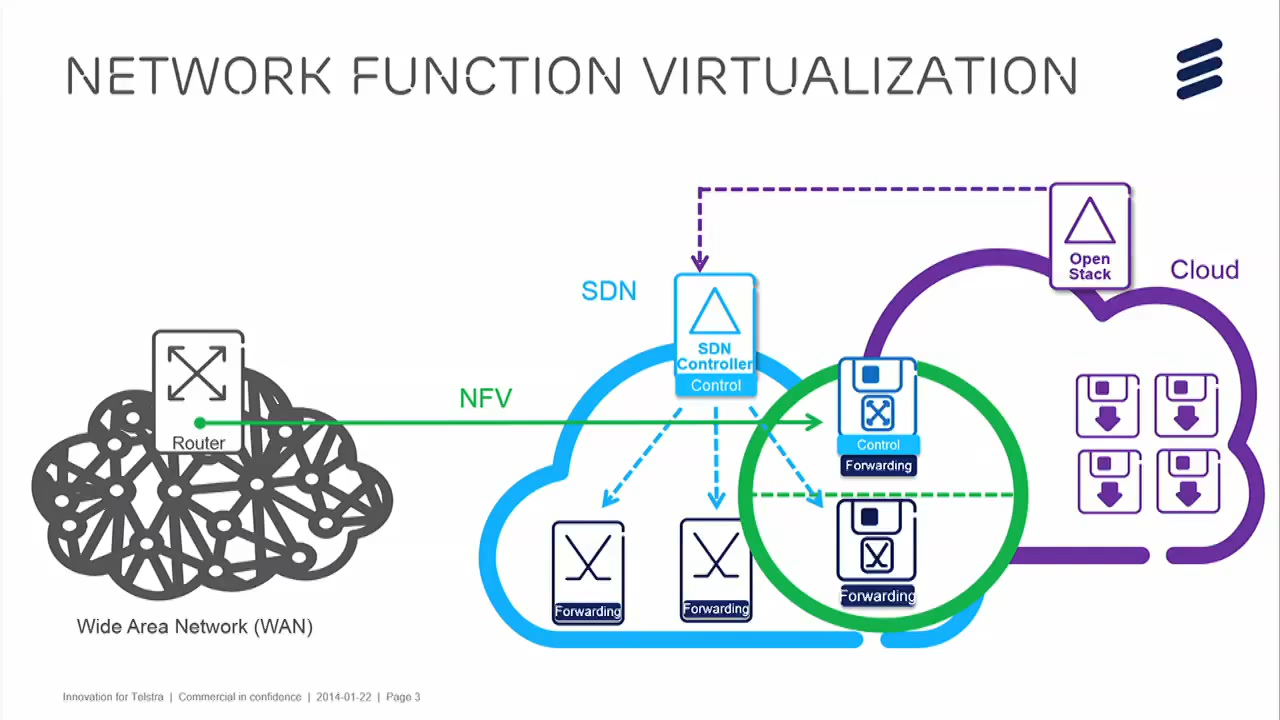 NETWORK FUNCTION VIRTUALIZATION
Open
Stack
Cloud
SDN
SDN
Controller
Control
NFV
Router
Control
Forwarding
Forwarding
Forwarding
Forwarding
Wide Area Network (WAN)
Innovation for Telstra | Commercial in confidence | 2014-01-22 | Page 3